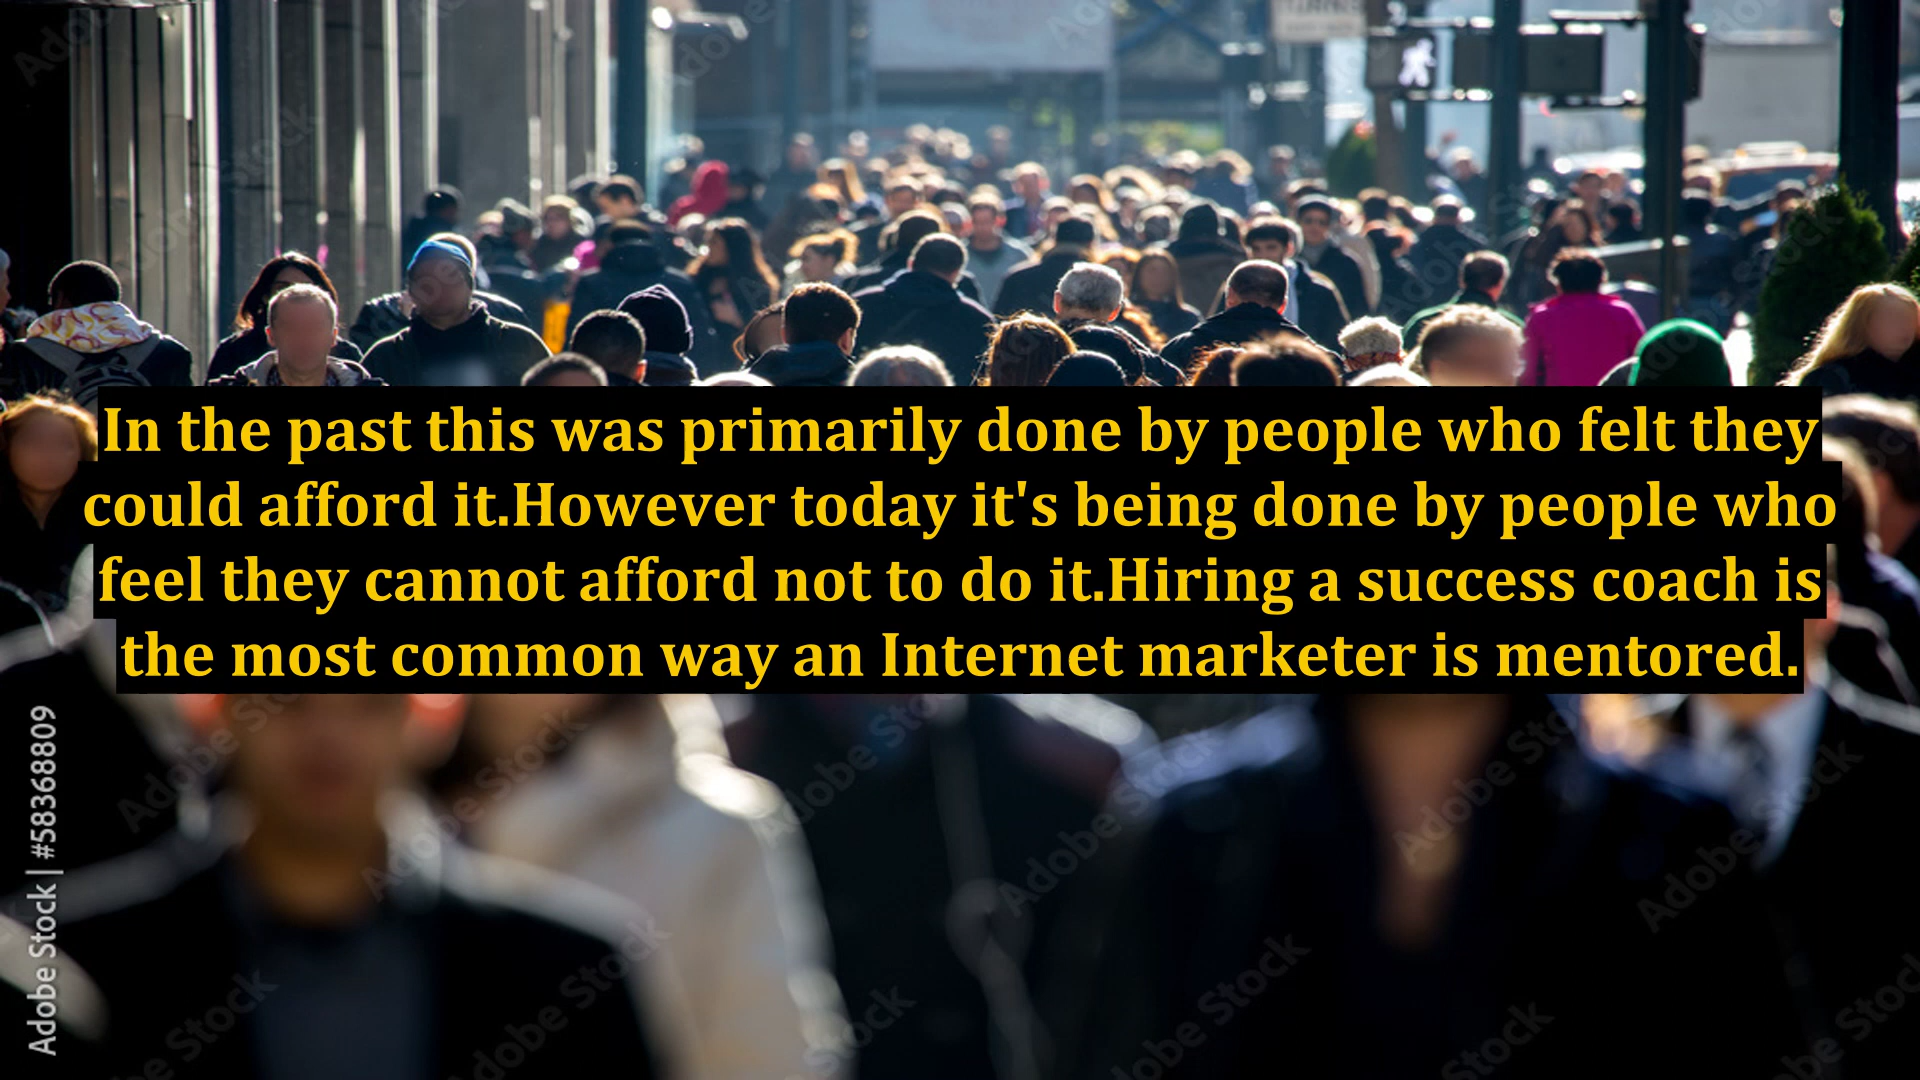 In the past this was primarily done by people who felt they
could afford it.However today it's being done by people who
feel they cannot afford not to do it.Hiring a success coach is
the most common way an Internet marketer is mentored.
Adobe Stock | #58368809
Adobe Stock